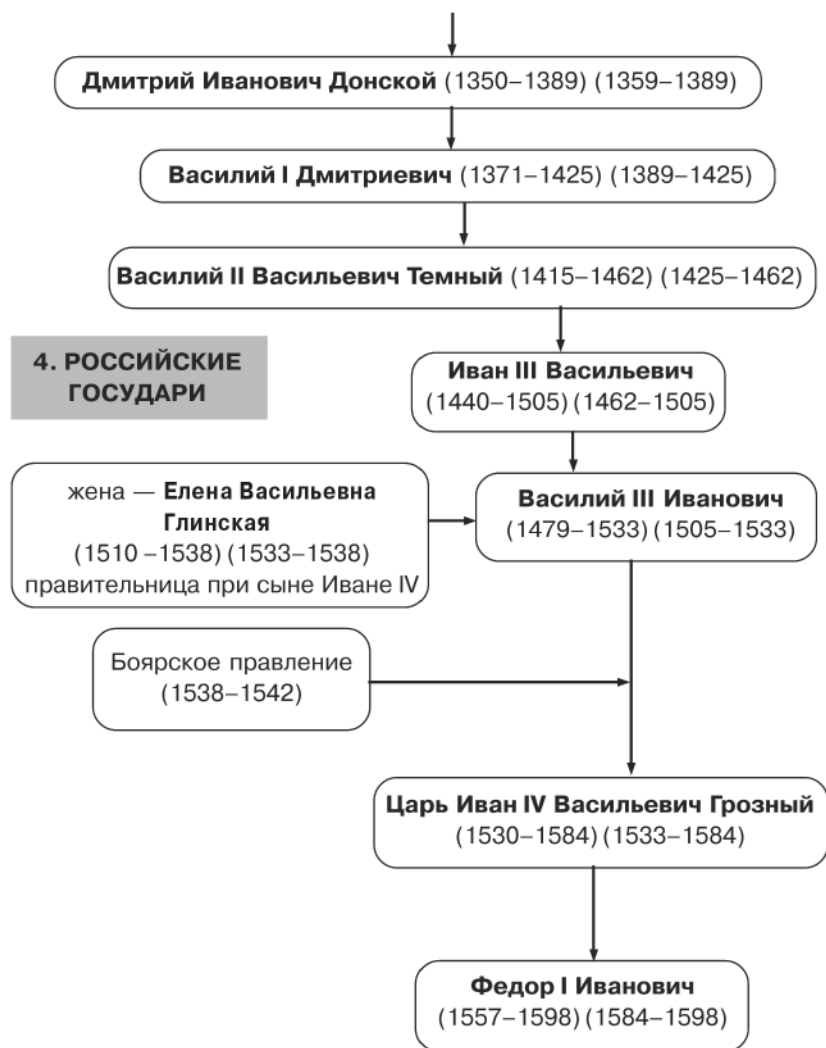 Дмитрий Иванович Донской (1350–1389) (1359–1389)
Василий I Дмитриевич (1371–1425) (1389–1425)
Василий II Васильевич Темный (1415–1462) (1425–1462)
4. РОССИЙСКИЕ
ГОСУДАРИ
Иван III Васильевич
(1440–1505) (1462–1505)
жена — Елена Васильевна
Глинская
(1510 –1538) (1533–1538)
правительница при сыне Иване IV
Василий III Иванович
(1479–1533) (1505–1533)
Боярское правление
(1538–1542)
Царь Иван IV Васильевич Грозный
(1530–1584) (1533–1584)
Федор I Иванович
(1557–1598) (1584–1598)